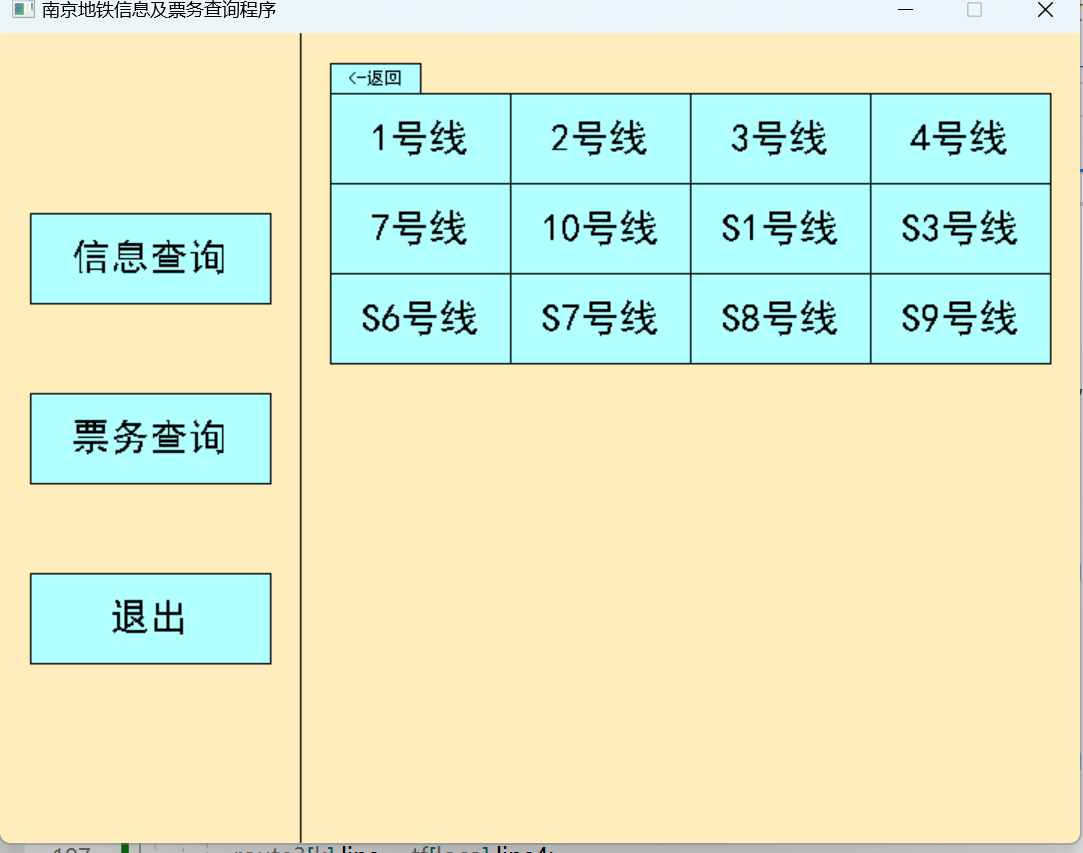 南京地铁信息及票务查询程序
<-返回
1号线 2号线 3号线 4号线
7号线 10号线 S1号线 S3号线
S6号线 S7号线 S8号线 S9号线
信息查询
票务查询
退出